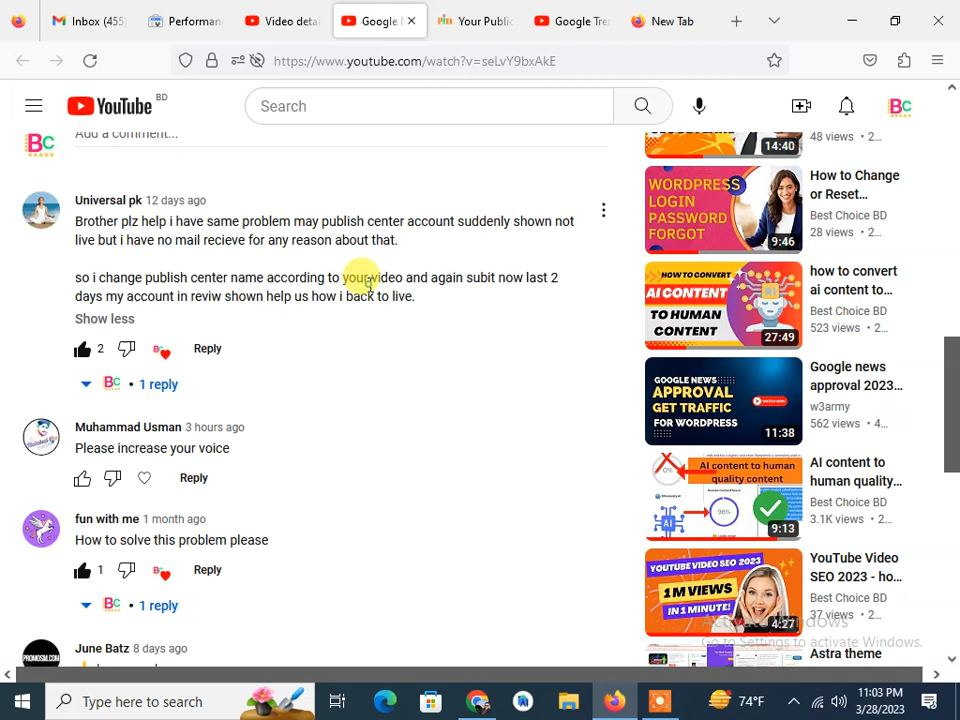 Inbox (455)
Performanc
Video detai
Google
Your Public
Google Tren
New Tab
https://www.youtube.com/watch?v=seLvY9bxAkE
YouTube BD
Search
BC
BC
Add a comment...
Universal pk 12 days ago
Brother plz help i have same problem may publish center account suddenly shown not
live but i have no mail recieve for any reason about that.
so i change publish center name according to your video and again subit now last 2
days my account in reviw shown help us how i back to live.
Show less
2 Reply
BC • 1 reply
Muhammad Usman 3 hours ago
Please increase your voice
Reply
fun with me 1 month ago
How to solve this problem please
1 Reply
BC • 1 reply
June Batz 8 days ago
14:40
48 views • 2...
WORDPRESS
LOGIN
PASSWORD
FORGOT
9:46
How to Change
or Reset...
Best Choice BD
28 views • 2...
HOW TO CONVERT
AI CONTENT
TO HUMAN
CONTENT
27:49
how to convert
ai content to...
Best Choice BD
523 views • 2...
GOOGLE NEWS
APPROVAL
GET TRAFFIC
FOR WORDPRESS
11:38
Google news
approval 2023...
w3army
562 views • 4...
AI content to human
quality content
98%
9:13
AI content to
human quality...
Best Choice BD
3.1K views • 2...
YOUTUBE VIDEO SEO 2023
1M VIEWS
IN 1 MINUTE!
4:27
YouTube Video
SEO 2023 - ho...
Best Choice BD
37 views • 2...
Astra theme
Activate Windows
Go to Settings to activate Windows.
Type here to search
74°F
11:03 PM
3/28/2023